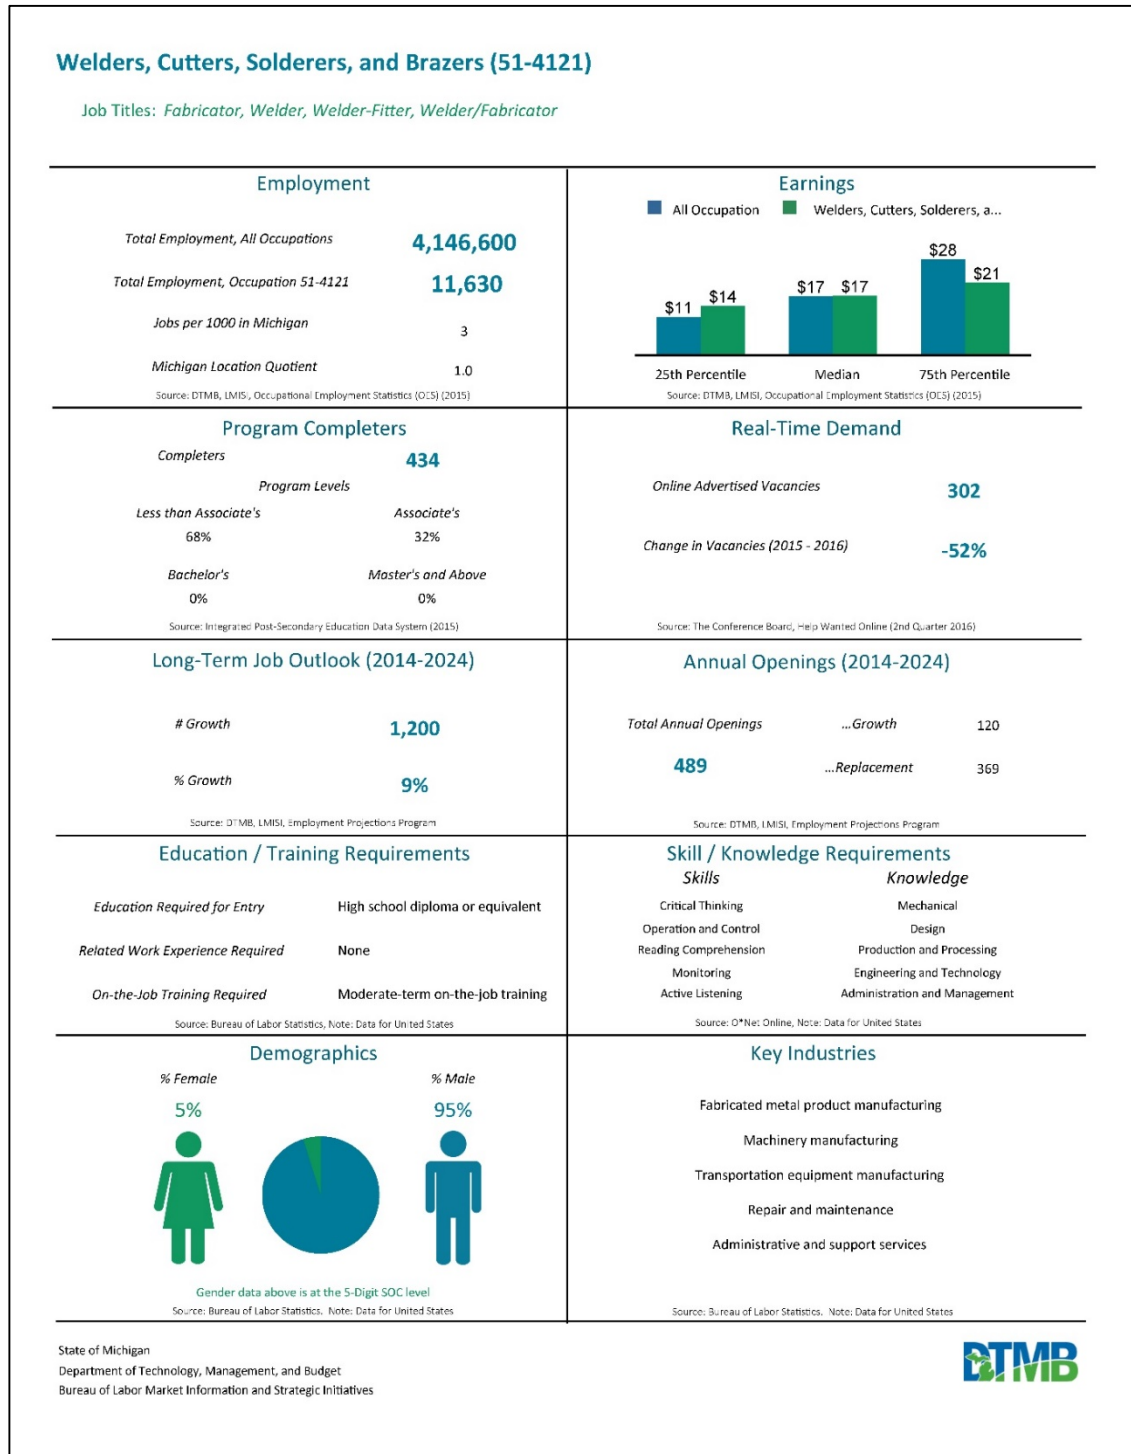 Welders, Cutters, Solderers, and Brazers (51-4121)
Job Titles: Fabricator, Welder, Welder-Fitter, Welder/Fabricator
Employment
Total Employment, All Occupations 4,146,600
Total Employment, Occupation 51-4121 11,630
Jobs per 1000 in Michigan 3
Michigan Location Quotient 1.0
Source: DTMB, LMISI, Occupational Employment Statistics (OES) (2015)
Earnings
All Occupation Welders, Cutters, Solderers, a...
$11 $14 $17 $17 $28 $21
25th Percentile Median 75th Percentile
Source: DTMB, LMISI, Occupational Employment Statistics (OES) (2015)
Program Completers
Completers 434
Program Levels
Less than Associate's Associate's
68% 32%
Bachelor's Master's and Above
0% 0%
Source: Integrated Post-Secondary Education Data System (2015)
Real-Time Demand
Online Advertised Vacancies 302
Change in Vacancies (2015 - 2016) -52%
Source: The Conference Board, Help Wanted Online (2nd Quarter 2016)
Long-Term Job Outlook (2014-2024)
# Growth 1,200
% Growth 9%
Source: DTMB, LMISI, Employment Projections Program
Annual Openings (2014-2024)
Total Annual Openings ...Growth 120
489 ...Replacement 369
Source: DTMB, LMISI, Employment Projections Program
Education / Training Requirements
Education Required for Entry High school diploma or equivalent
Related Work Experience Required None
On-the-Job Training Required Moderate-term on-the-job training
Source: Bureau of Labor Statistics, Note: Data for United States
Skill / Knowledge Requirements
Skills Knowledge
Critical Thinking Mechanical
Operation and Control Design
Reading Comprehension Production and Processing
Monitoring Engineering and Technology
Active Listening Administration and Management
Source: O*Net Online, Note: Data for United States
Demographics
% Female % Male
5% 95%
Gender data above is at the 5-Digit SOC level
Source: Bureau of Labor Statistics. Note: Data for United States
Key Industries
Fabricated metal product manufacturing
Machinery manufacturing
Transportation equipment manufacturing
Repair and maintenance
Administrative and support services
Source: Bureau of Labor Statistics. Note: Data for United States
State of Michigan
Department of Technology, Management, and Budget
Bureau of Labor Market Information and Strategic Initiatives
DTMB